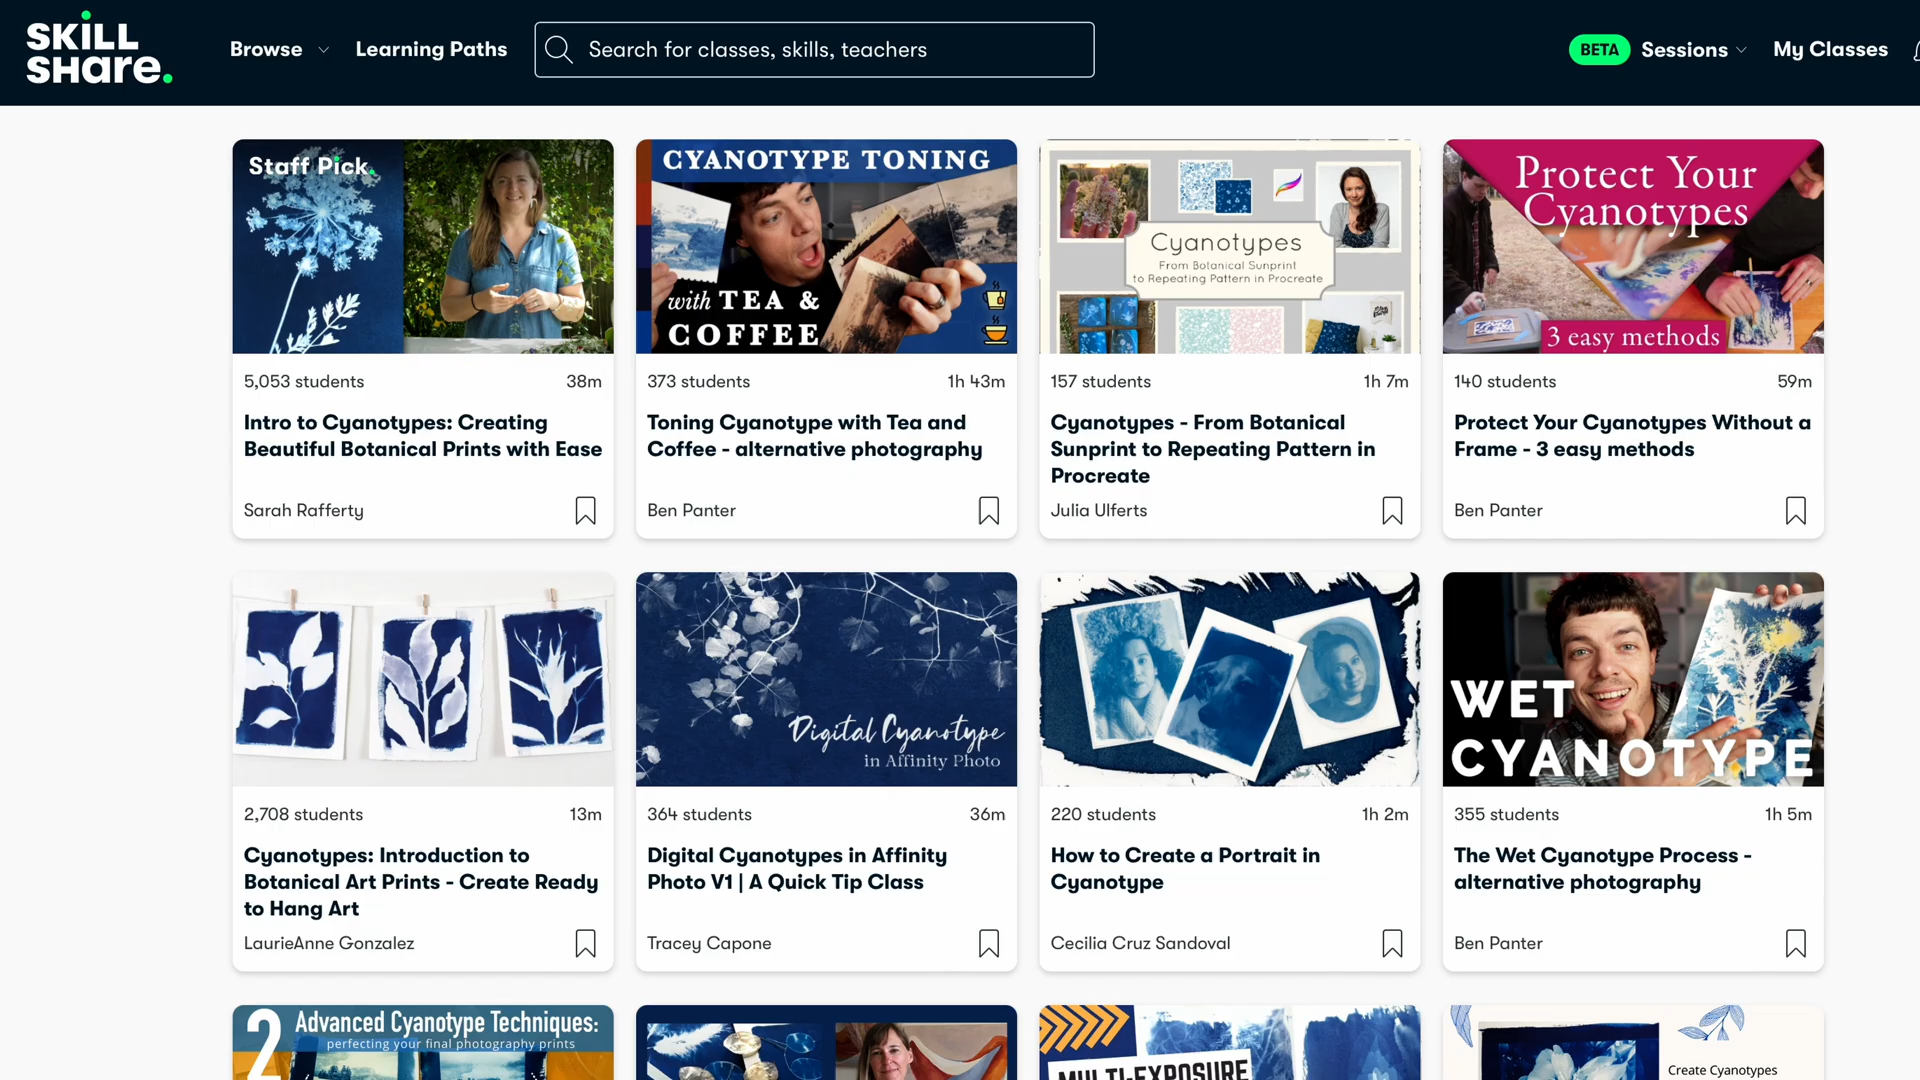 SKILL
SHare.
Browse
Learning Paths
Search for classes, skills, teachers
BETA
Sessions
My Classes
Staff Pick.
5,053 students
38m
Intro to Cyanotypes: Creating
Beautiful Botanical Prints with Ease
Sarah Rafferty
CYANOTYPE TONING
with TEA &
COFFEE
373 students
1h 43m
Toning Cyanotype with Tea and
Coffee - alternative photography
Ben Panter
Cyanotypes
From Botanical Sunprint
to Repeating Pattern in Procreate
157 students
1h 7m
Cyanotypes - From Botanical
Sunprint to Repeating Pattern in
Procreate
Julia Ulferts
Protect Your
Cyanotypes
3 easy methods
140 students
59m
Protect Your Cyanotypes Without a
Frame - 3 easy methods
Ben Panter
2,708 students
13m
Cyanotypes: Introduction to
Botanical Art Prints - Create Ready
to Hang Art
LaurieAnne Gonzalez
Digital Cyanotype
in Affinity Photo
364 students
36m
Digital Cyanotypes in Affinity
Photo V1 | A Quick Tip Class
Tracey Capone
220 students
1h 2m
How to Create a Portrait in
Cyanotype
Cecilia Cruz Sandoval
WET
CYANOTYPE
355 students
1h 5m
The Wet Cyanotype Process -
alternative photography
Ben Panter
2
Advanced Cyanotype Techniques:
perfecting your final photography prints
MULTI-EXPOSURE
Create Cyanotypes